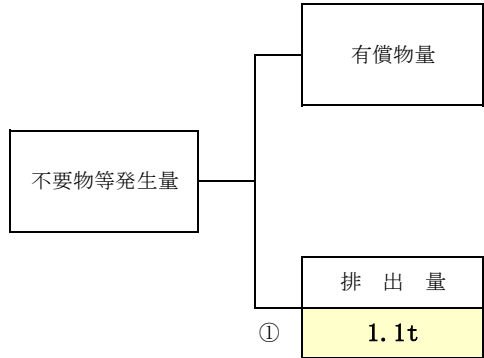 有償物量
不要物等発生量
排　出　量
① 1.1t